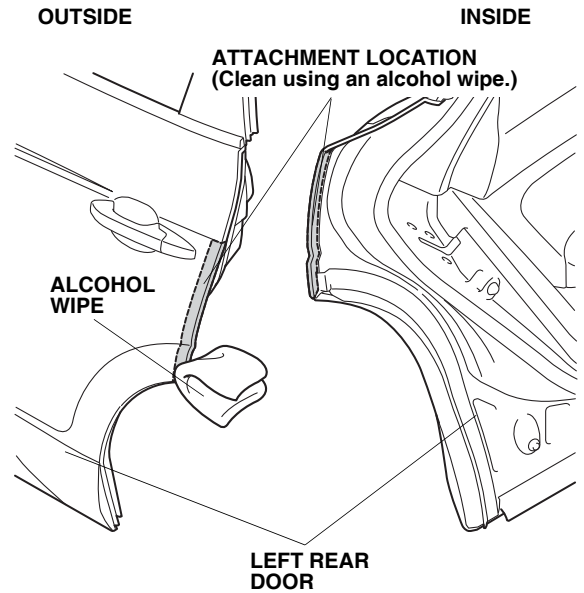 OUTSIDE
INSIDE
ATTACHMENT LOCATION
(Clean using an alcohol wipe.)
ALCOHOL
WIPE
LEFT REAR
DOOR